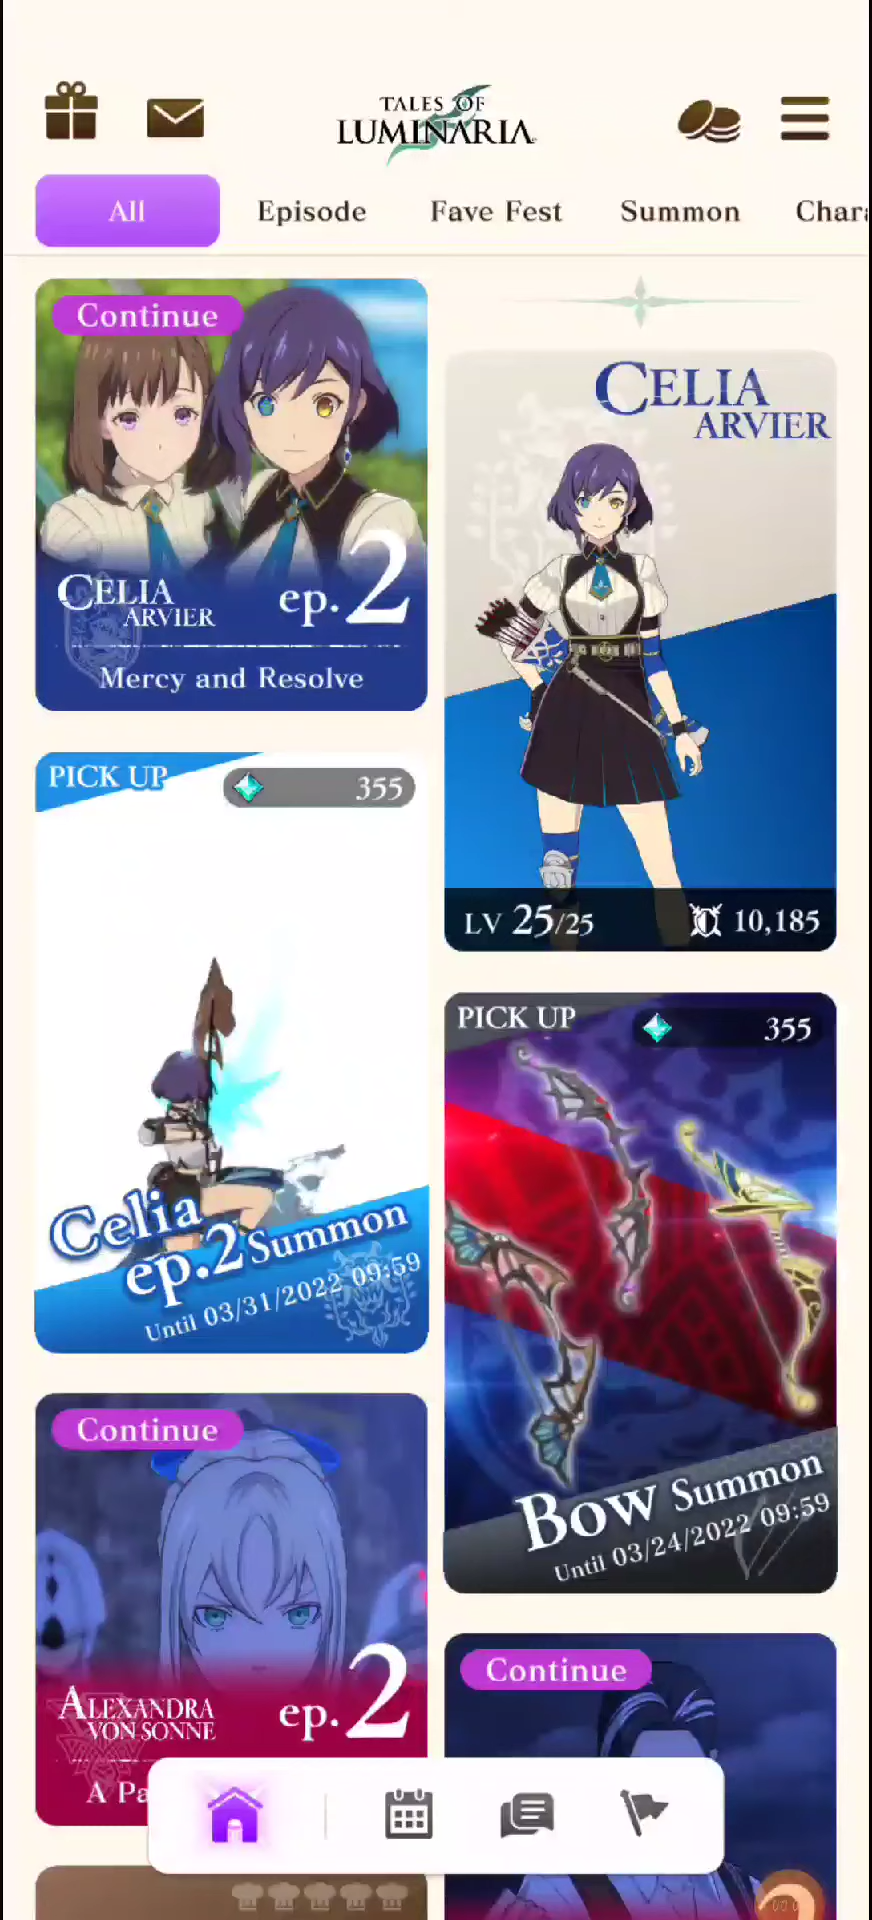 TALES OF
LUMINARIA
All
Episode
Fave Fest
Summon
Chara
Continue
CELIA
ARVIER
ep.2
Mercy and Resolve
CELIA
ARVIER
LV 25/25
10,185
PICK UP
355
Celia
ep.2 Summon
Until 03/31/2022 09:59
PICK UP
355
Bow Summon
Until 03/24/2022 09:59
Continue
ALEXANDRA
VON SONNE
ep.2
A Pa
Continue